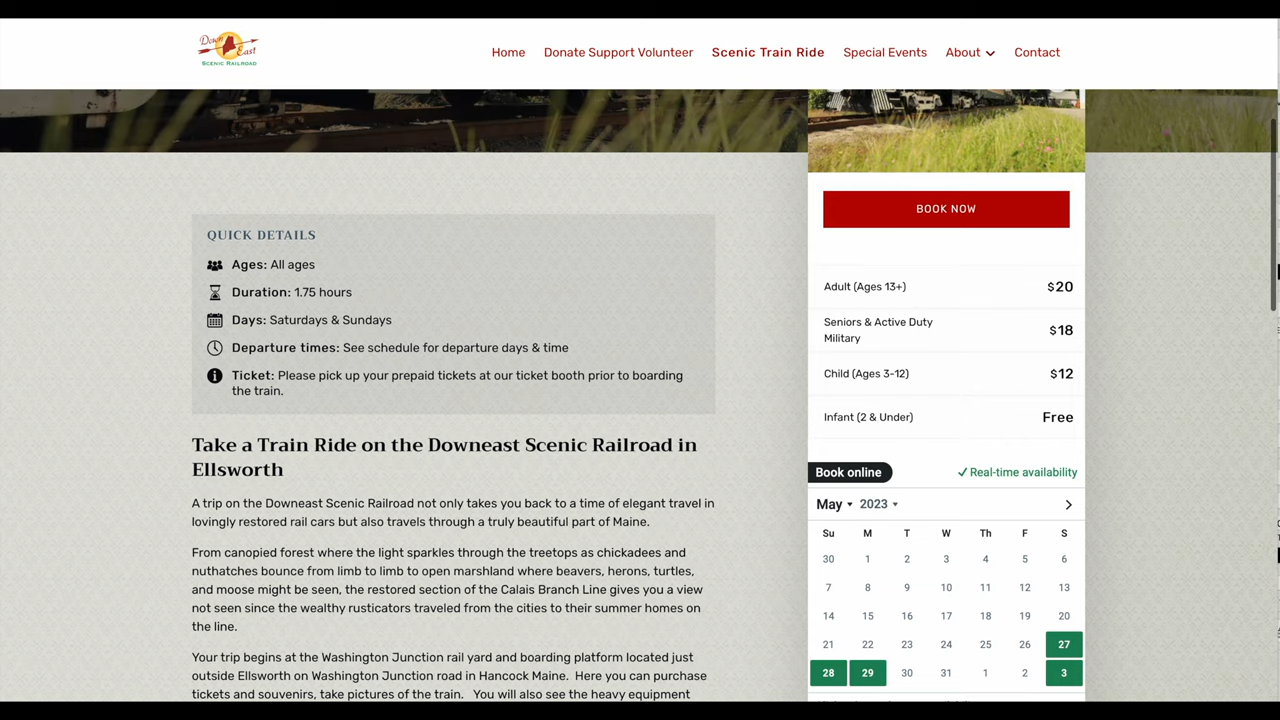 Down East
SCENIC RAILROAD
Home
Donate Support Volunteer
Scenic Train Ride
Special Events
About
Contact
QUICK DETAILS
Ages: All ages
Duration: 1.75 hours
Days: Saturdays & Sundays
Departure times: See schedule for departure days & time
Ticket: Please pick up your prepaid tickets at our ticket booth prior to boarding
the train.
Take a Train Ride on the Downeast Scenic Railroad in
Ellsworth
A trip on the Downeast Scenic Railroad not only takes you back to a time of elegant travel in
lovingly restored rail cars but also travels through a truly beautiful part of Maine.
From canopied forest where the light sparkles through the treetops as chickadees and
nuthatches bounce from limb to limb to open marshland where beavers, herons, turtles,
and moose might be seen, the restored section of the Calais Branch Line gives you a view
not seen since the wealthy rusticators traveled from the cities to their summer homes on
the line.
Your trip begins at the Washington Junction rail yard and boarding platform located just
outside Ellsworth on Washington Junction road in Hancock Maine. Here you can purchase
tickets and souvenirs, take pictures of the train. You will also see the heavy equipment
BOOK NOW
Adult (Ages 13+) $20
Seniors & Active Duty
Military $18
Child (Ages 3-12) $12
Infant (2 & Under) Free
Book online Real-time availability
May 2023
Su M T W Th F S
30 1 2 3 4 5 6
7 8 9 10 11 12 13
14 15 16 17 18 19 20
21 22 23 24 25 26 27
28 29 30 31 1 2 3